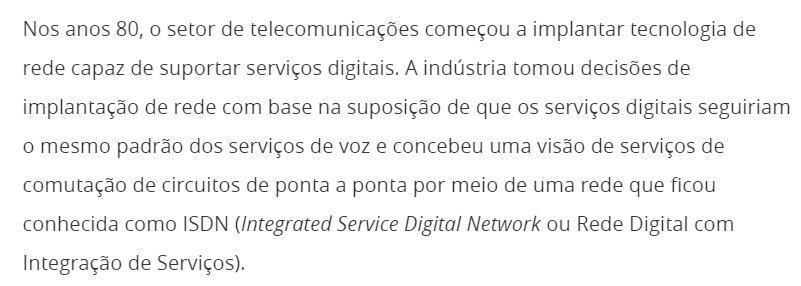 Nos anos 80, o setor de telecomunicações começou a implantar tecnologia de
rede capaz de suportar serviços digitais. A indústria tomou decisões de
implantação de rede com base na suposição de que os serviços digitais seguiriam
o mesmo padrão dos serviços de voz e concebeu uma visão de serviços de
comutação de circuitos de ponta a ponta por meio de uma rede que ficou
conhecida como ISDN (Integrated Service Digital Network ou Rede Digital com
Integração de Serviços).